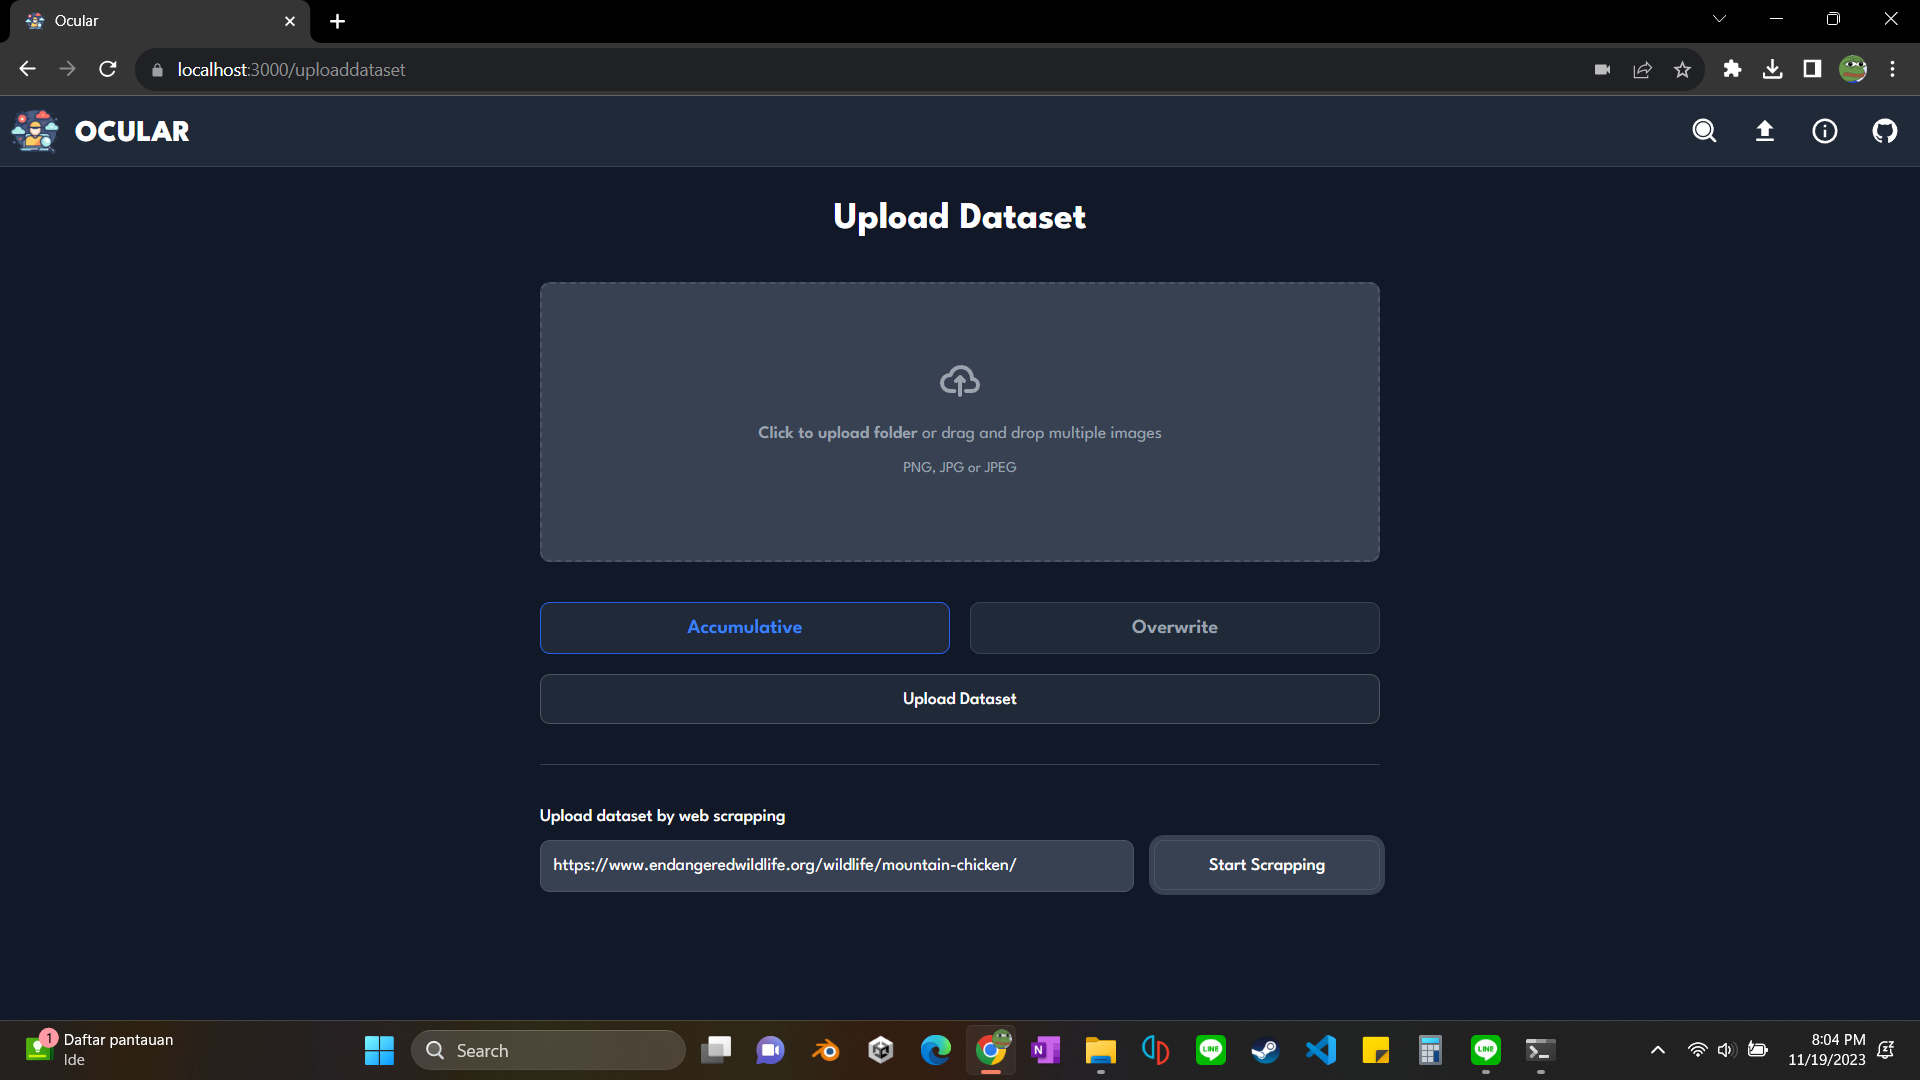 Ocular
localhost:3000/uploaddataset
OCULAR
Upload Dataset
Click to upload folder or drag and drop multiple images
PNG, JPG or JPEG
Accumulative
Overwrite
Upload Dataset
Upload dataset by web scrapping
https://www.endangeredwildlife.org/wildlife/mountain-chicken/
Start Scrapping
1
Daftar pantauan
Ide
Search
N
LINE
LINE
8:04 PM
11/19/2023